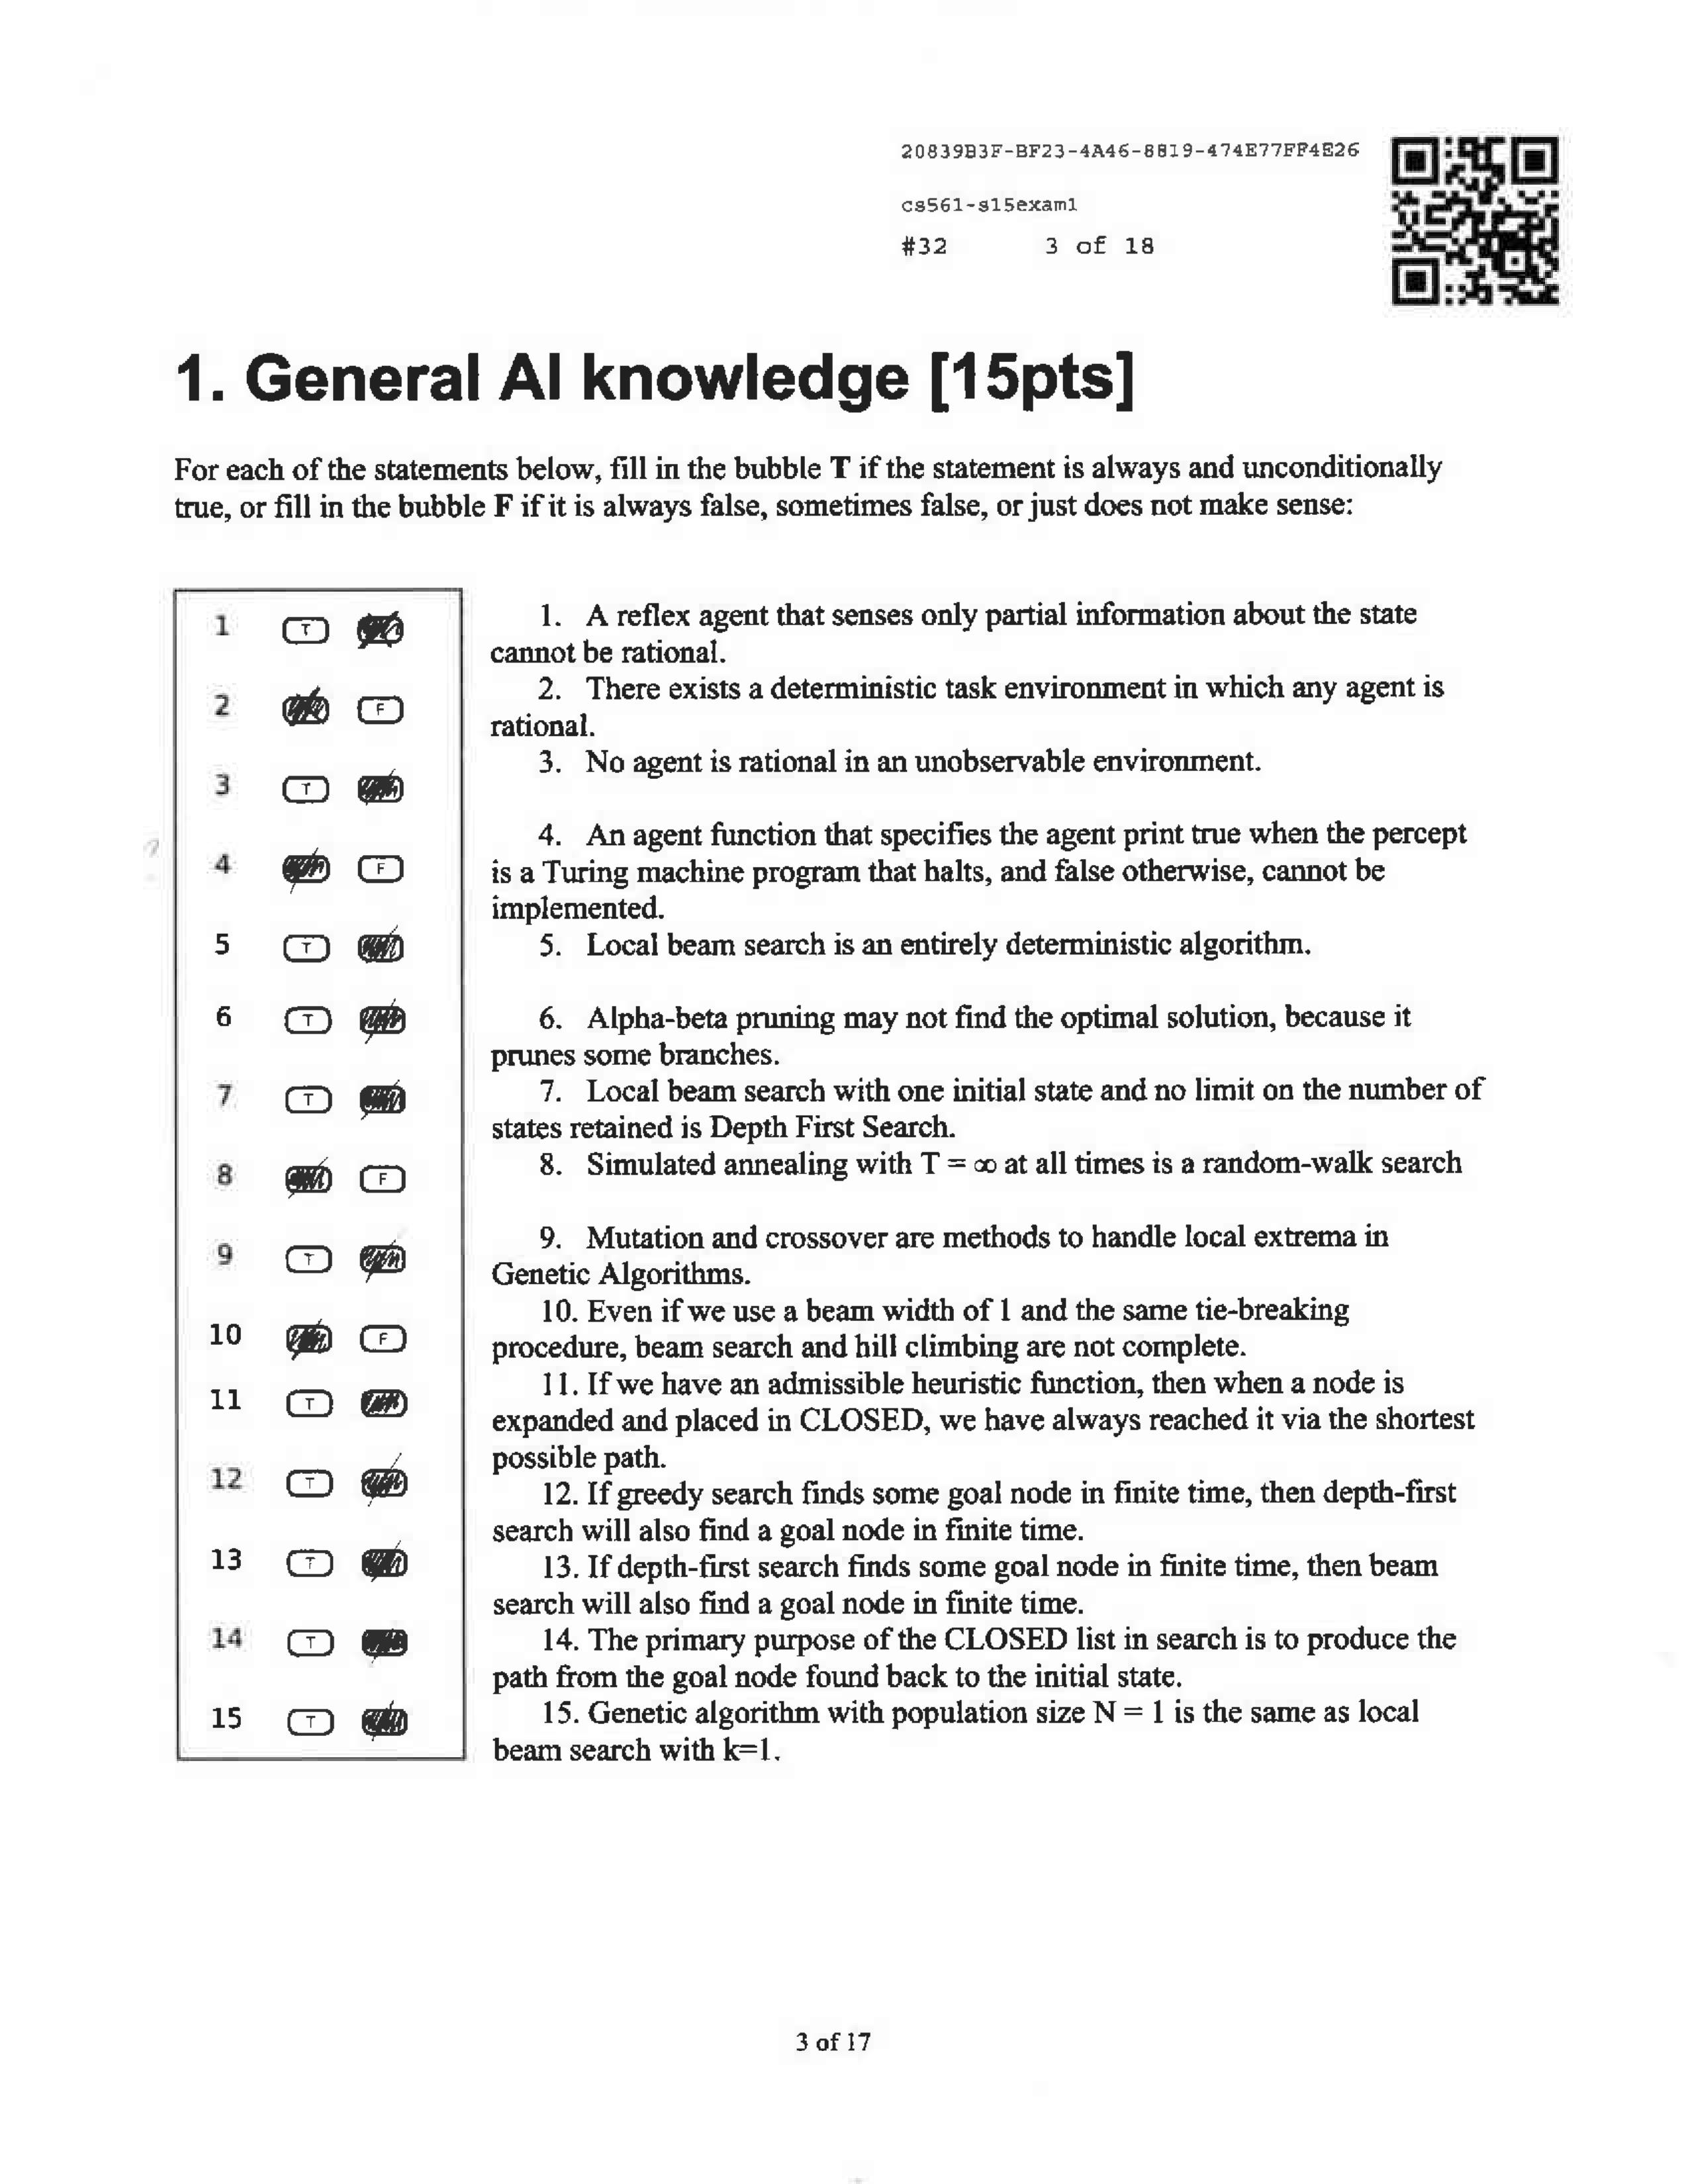 20839B3F-BF23-4A46-8819-474E77FF4E26
cs561-s15exam1
#32 3 of 18
1. General AI knowledge [15pts]
For each of the statements below, fill in the bubble T if the statement is always and unconditionally
true, or fill in the bubble F if it is always false, sometimes false, or just does not make sense:
1 T
2 F
3 T
4 F
5 T
6 T
7 T
8 F
9 T
10 F
11 T
12 T
13 T
14 T
15 T
1. A reflex agent that senses only partial information about the state
cannot be rational.
2. There exists a deterministic task environment in which any agent is
rational.
3. No agent is rational in an unobservable environment.
4. An agent function that specifies the agent print true when the percept
is a Turing machine program that halts, and false otherwise, cannot be
implemented.
5. Local beam search is an entirely deterministic algorithm.
6. Alpha-beta pruning may not find the optimal solution, because it
prunes some branches.
7. Local beam search with one initial state and no limit on the number of
states retained is Depth First Search.
8. Simulated annealing with T = ∞ at all times is a random-walk search
9. Mutation and crossover are methods to handle local extrema in
Genetic Algorithms.
10. Even if we use a beam width of 1 and the same tie-breaking
procedure, beam search and hill climbing are not complete.
11. If we have an admissible heuristic function, then when a node is
expanded and placed in CLOSED, we have always reached it via the shortest
possible path.
12. If greedy search finds some goal node in finite time, then depth-first
search will also find a goal node in finite time.
13. If depth-first search finds some goal node in finite time, then beam
search will also find a goal node in finite time.
14. The primary purpose of the CLOSED list in search is to produce the
path from the goal node found back to the initial state.
15. Genetic algorithm with population size N = 1 is the same as local
beam search with k=1.
3 of 17